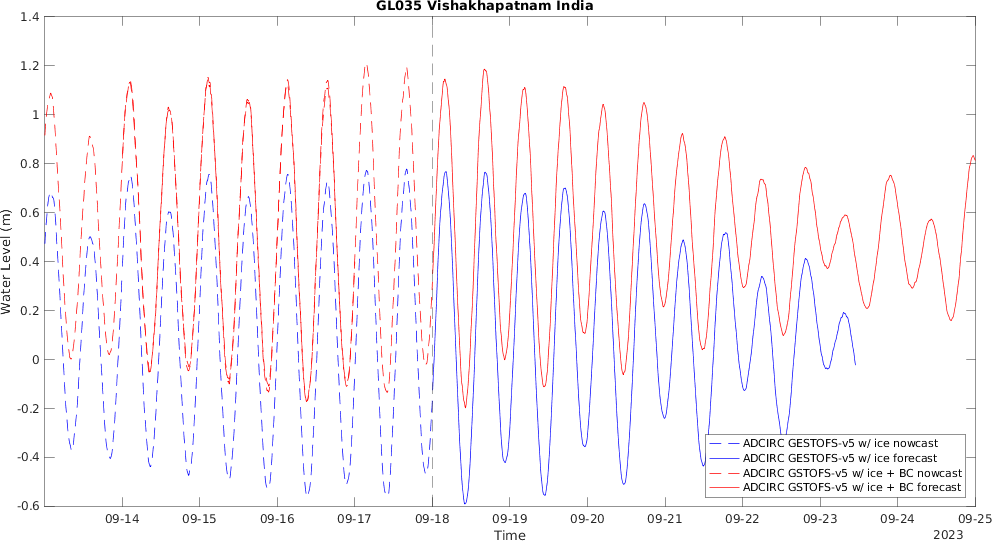 GL035 Vishakhapatnam India
Water Level (m)
1.4
1.2
1
0.8
0.6
0.4
0.2
0
-0.2
-0.4
-0.6
09-14 09-15 09-16 09-17 09-18 09-19 09-20 09-21 09-22 09-23 09-24 09-25
Time
2023
ADCIRC GESTOFS-v5 w/ ice nowcast
ADCIRC GESTOFS-v5 w/ ice forecast
ADCIRC GSTOFS-v5 w/ ice + BC nowcast
ADCIRC GSTOFS-v5 w/ ice + BC forecast